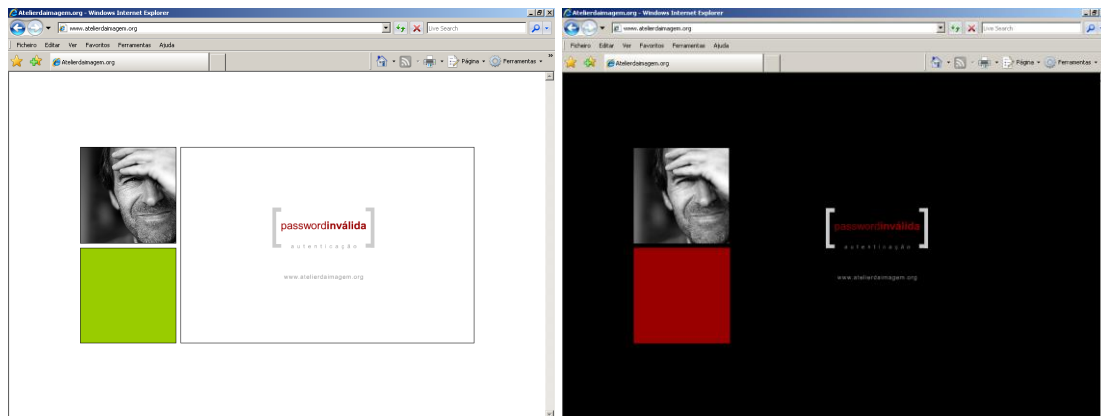 Atelierdaimagem.org - Windows Internet Explorer
www.atelierdaimagem.org
Live Search
Ficheiro Editar Ver Favoritos Ferramentas Ajuda
Atelierdaimagem.org
Página Ferramentas »
passwordinválida
autenticação
www.atelierdaimagem.org
Atelierdaimagem.org - Windows Internet Explorer
www.atelierdaimagem.org
Live Search
Ficheiro Editar Ver Favoritos Ferramentas Ajuda
Atelierdaimagem.org
Página Ferramentas
passwordinválida
autenticação
www.atelierdaimagem.org